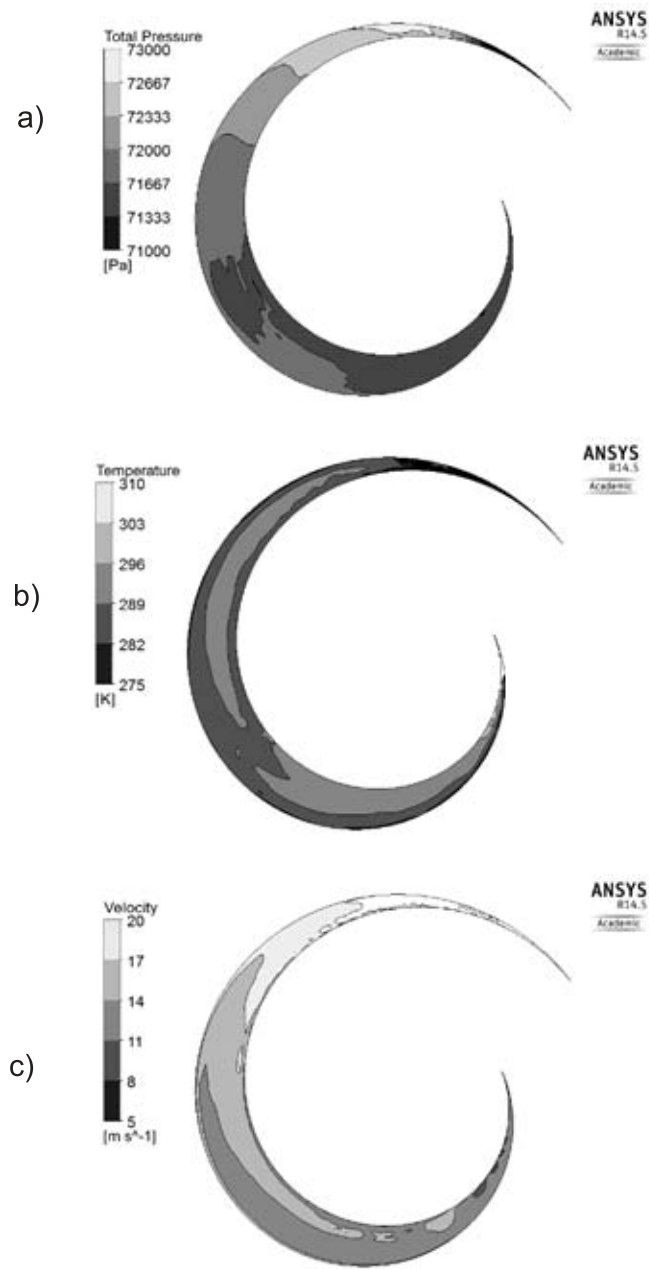 ANSYS
R14.5
Academic
Total Pressure
73000
72667
72333
72000
71667
71333
71000
[Pa]
a)
ANSYS
R14.5
Academic
Temperature
310
303
296
289
282
275
[K]
b)
ANSYS
R14.5
Academic
Velocity
20
17
14
11
8
5
[m s^-1]
c)